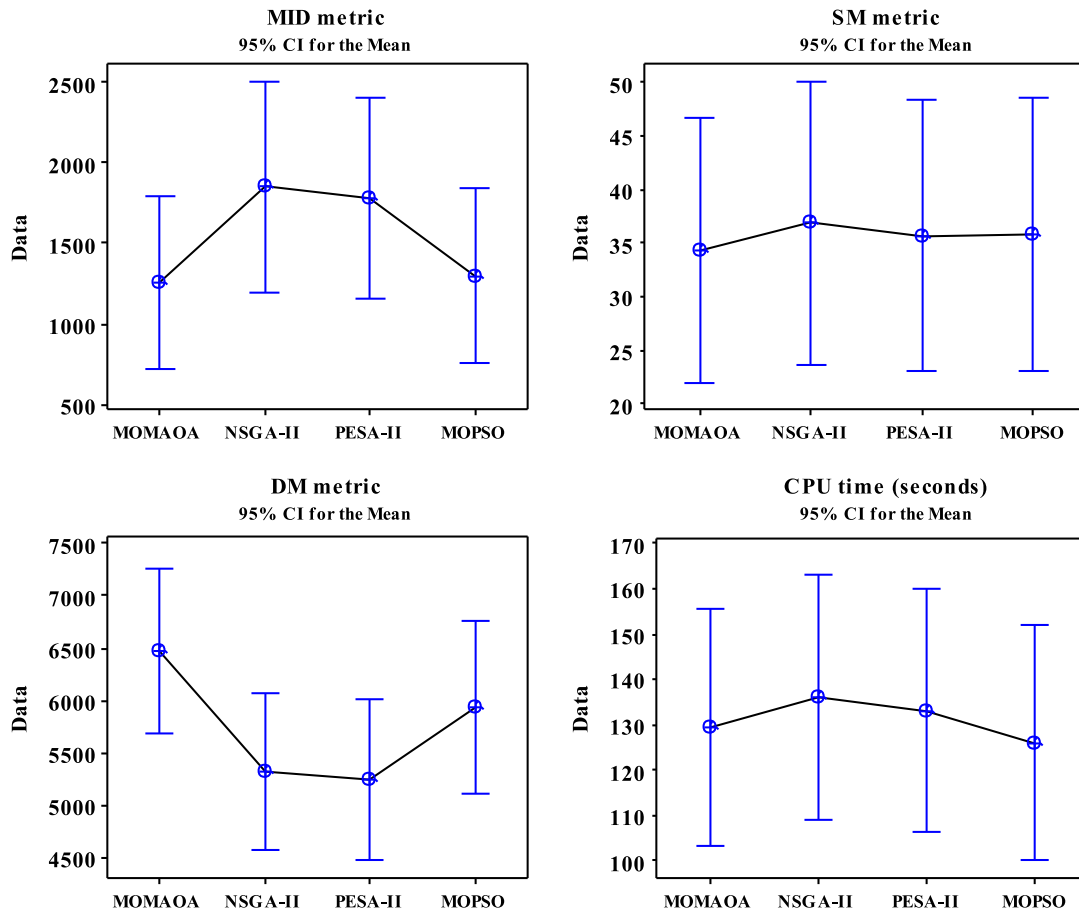 MID metric
95% CI for the Mean
Data
2500
2000
1500
1000
500
MOMAOA NSGA-II PESA-II MOPSO
SM metric
95% CI for the Mean
Data
50
45
40
35
30
25
20
MOMAOA NSGA-II PESA-II MOPSO
DM metric
95% CI for the Mean
Data
7500
7000
6500
6000
5500
5000
4500
MOMAOA NSGA-II PESA-II MOPSO
CPU time (seconds)
95% CI for the Mean
Data
170
160
150
140
130
120
110
100
MOMAOA NSGA-II PESA-II MOPSO